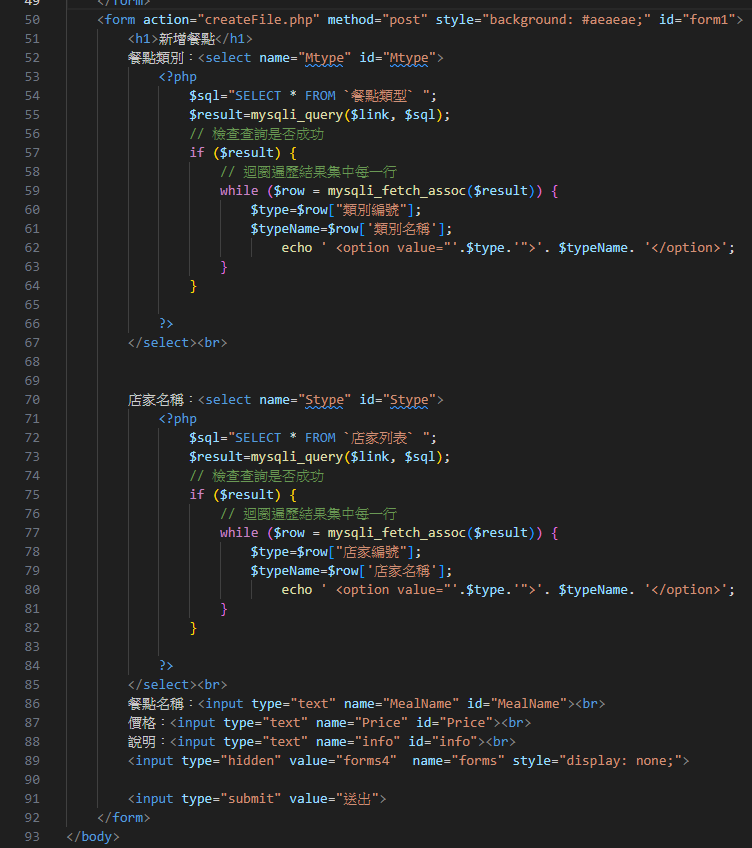 49 </form>
50 <form action="createFile.php" method="post" style="background: #aeaeae;" id="form1">
51 <h1>新增餐點</h1>
52 餐點類別：<select name="Mtype" id="Mtype">
53 <?php
54 $sql="SELECT * FROM `餐點類型` ";
55 $result=mysqli_query($link, $sql);
56 // 檢查查詢是否成功
57 if ($result) {
58 // 迴圈遍歷結果集中每一行
59 while ($row = mysqli_fetch_assoc($result)) {
60 $type=$row["類別編號"];
61 $typeName=$row['類別名稱'];
62 echo ' <option value="'.$type.'">'. $typeName. '</option>';
63 }
64 }
65
66 ?>
67 </select><br>
68
69
70 店家名稱：<select name="Stype" id="Stype">
71 <?php
72 $sql="SELECT * FROM `店家列表` ";
73 $result=mysqli_query($link, $sql);
74 // 檢查查詢是否成功
75 if ($result) {
76 // 迴圈遍歷結果集中每一行
77 while ($row = mysqli_fetch_assoc($result)) {
78 $type=$row["店家編號"];
79 $typeName=$row['店家名稱'];
80 echo ' <option value="'.$type.'">'. $typeName. '</option>';
81 }
82 }
83
84 ?>
85 </select><br>
86 餐點名稱：<input type="text" name="MealName" id="MealName"><br>
87 價格：<input type="text" name="Price" id="Price"><br>
88 說明：<input type="text" name="info" id="info"><br>
89 <input type="hidden" value="forms4"  name="forms" style="display: none;">
90
91 <input type="submit" value="送出">
92 </form>
93 </body>